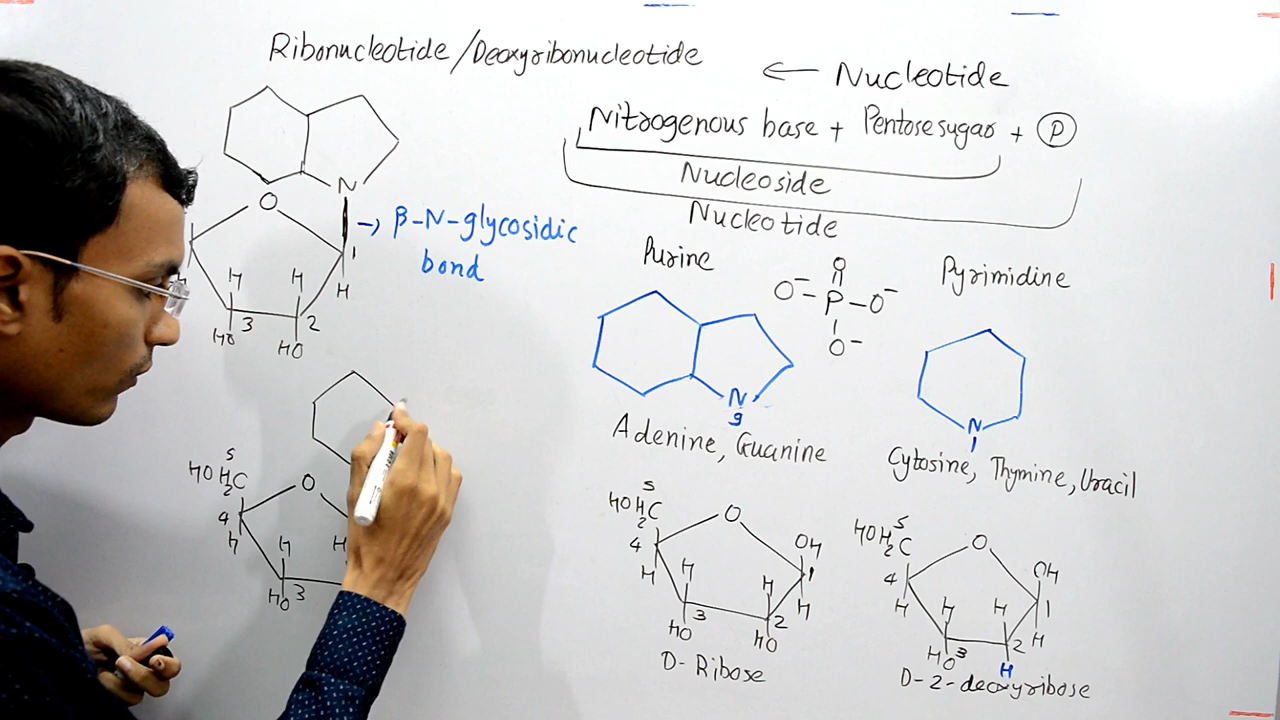 Ribonucleotide/Deoxyribonucleotide
← Nucleotide
Nitrogenous base + Pentose sugar + P
Nucleoside
Nucleotide
N
O
→ β-N-glycosidic
bond
1
H
H H
3 2
HO HO
Purine
O
O⁻-P-O⁻
O⁻
Pyrimidine
N
9
Adenine, Guanine
N
1
Cytosine, Thymine, Uracil
5
HOH₂C
O
4
H
H H
3
HO
5
HOH₂C
O
OH
4 1
H H H H
3 2
HO HO
D-Ribose
5
HOH₂C
O
OH
4 1
H H H H
3 2
HO H
D-2-deoxyribose